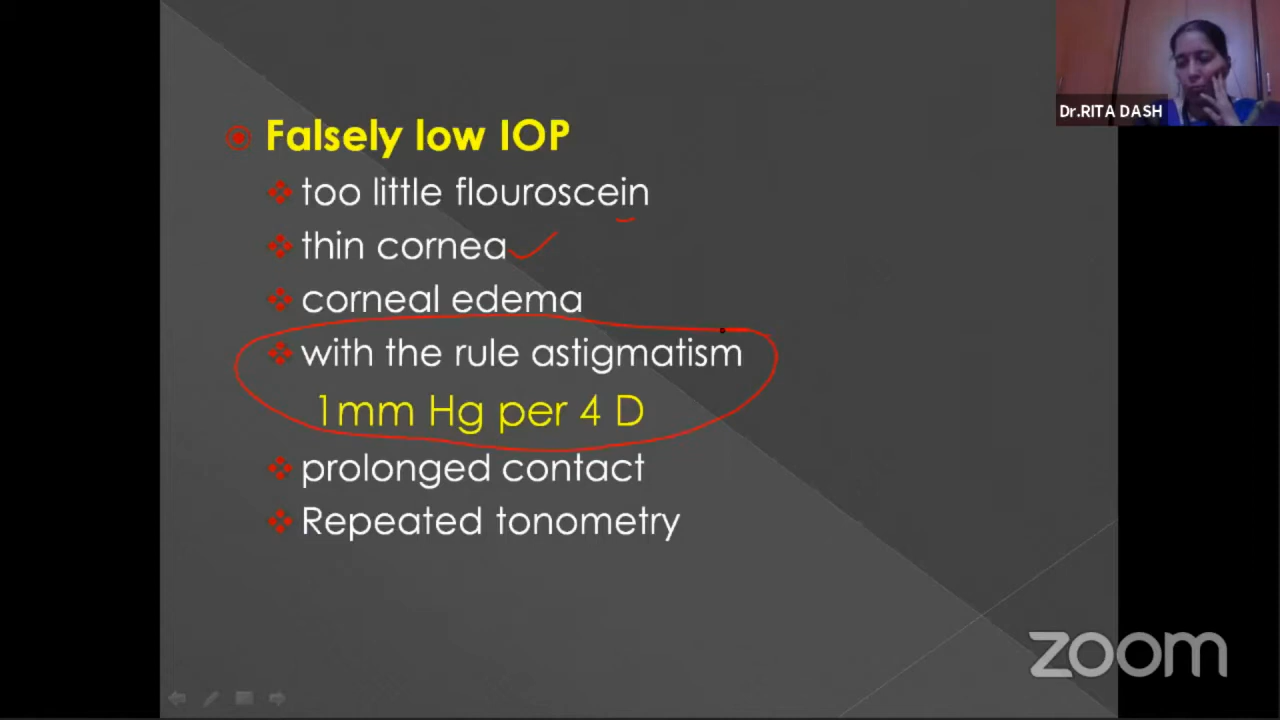 Dr.RITA DASH
Falsely low IOP
too little flouroscein
thin cornea
corneal edema
with the rule astigmatism
1mm Hg per 4 D
prolonged contact
Repeated tonometry
zoom